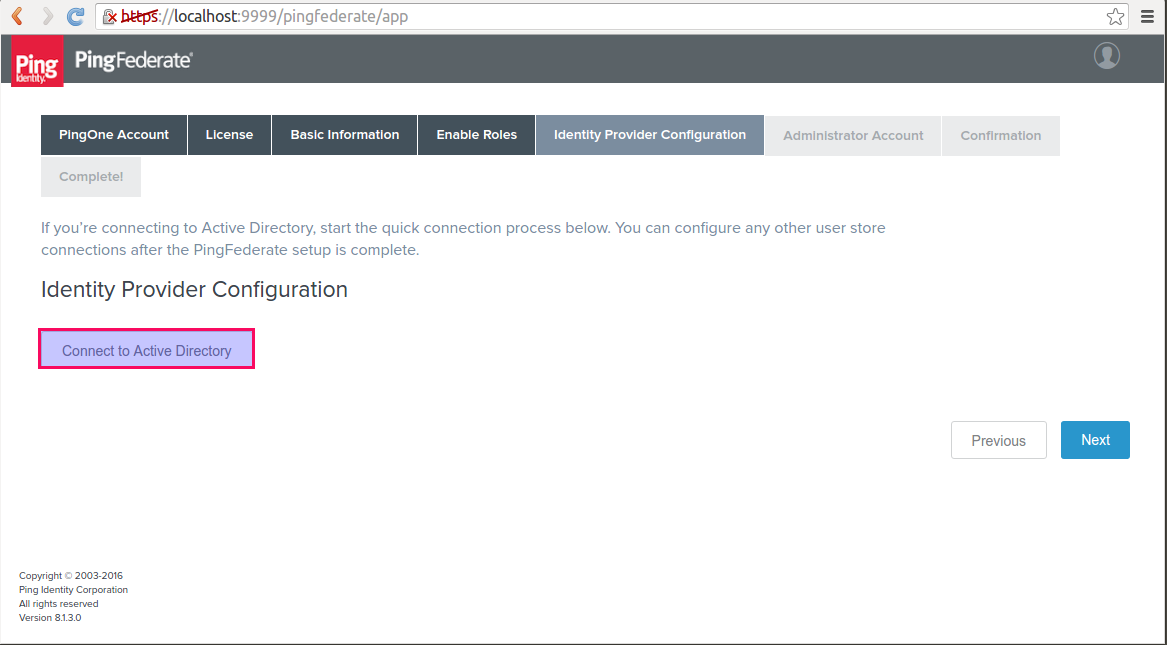 https://localhost:9999/pingfederate/app
Ping
Identity.
PingFederate®
PingOne Account
License
Basic Information
Enable Roles
Identity Provider Configuration
Administrator Account
Confirmation
Complete!
If you're connecting to Active Directory, start the quick connection process below. You can configure any other user store
connections after the PingFederate setup is complete.
Identity Provider Configuration
Connect to Active Directory
Previous
Next
Copyright © 2003-2016
Ping Identity Corporation
All rights reserved
Version 8.1.3.0